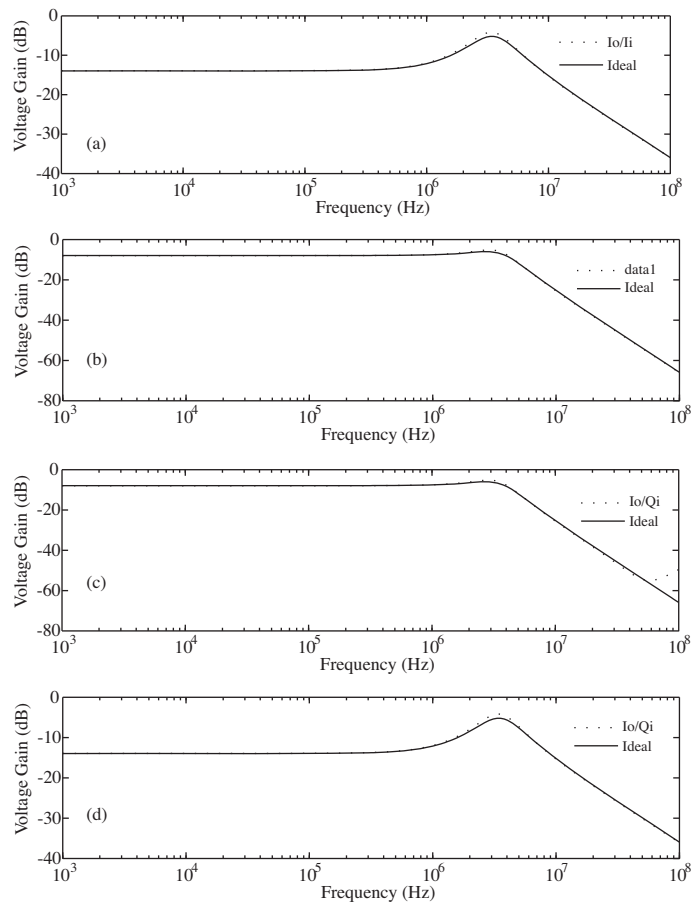 0
-10
-20
-30
-40
Voltage Gain (dB)
Io/Ii
Ideal
(a)
10^3 10^4 10^5 10^6 10^7 10^8
Frequency (Hz)
0
-20
-40
-60
-80
Voltage Gain (dB)
data1
Ideal
(b)
10^3 10^4 10^5 10^6 10^7 10^8
Frequency (Hz)
0
-20
-40
-60
-80
Voltage Gain (dB)
Io/Qi
Ideal
(c)
10^3 10^4 10^5 10^6 10^7 10^8
Frequency (Hz)
0
-10
-20
-30
-40
Voltage Gain (dB)
Io/Qi
Ideal
(d)
10^3 10^4 10^5 10^6 10^7 10^8
Frequency (Hz)